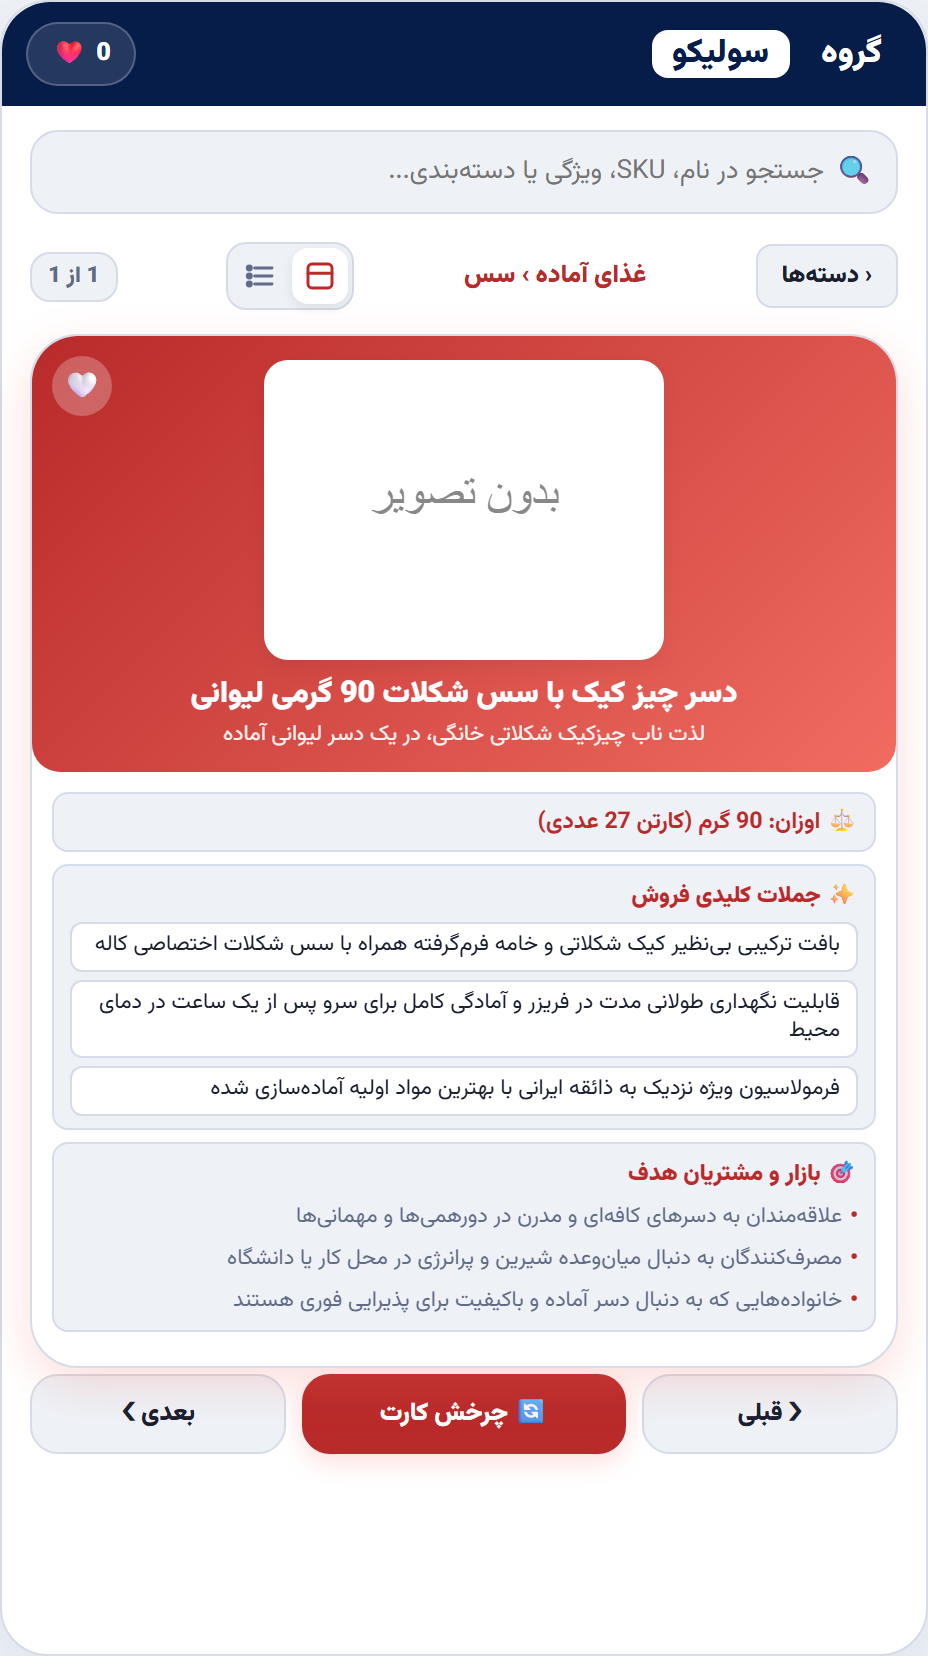 گروه سولیکو
0
جستجو در نام، SKU، ویژگی یا دسته‌بندی...
‹ دسته‌ها
غذای آماده › سس
1 از 1
بدون تصویر
دسر چیز کیک با سس شکلات 90 گرمی لیوانی
لذت ناب چیزکیک شکلاتی خانگی، در یک دسر لیوانی آماده
اوزان: 90 گرم (کارتن 27 عددی)
جملات کلیدی فروش
بافت ترکیبی بی‌نظیر کیک شکلاتی و خامه فرم‌گرفته همراه با سس شکلات اختصاصی کاله
قابلیت نگهداری طولانی مدت در فریزر و آمادگی کامل برای سرو پس از یک ساعت در دمای
محیط
فرمولاسیون ویژه نزدیک به ذائقه ایرانی با بهترین مواد اولیه آماده‌سازی شده
بازار و مشتریان هدف
• علاقه‌مندان به دسرهای کافه‌ای و مدرن در دورهمی‌ها و مهمانی‌ها
• مصرف‌کنندگان به دنبال میان‌وعده شیرین و پرانرژی در محل کار یا دانشگاه
• خانواده‌هایی که به دنبال دسر آماده و باکیفیت برای پذیرایی فوری هستند
❮ قبلی
چرخش کارت
بعدی ❯